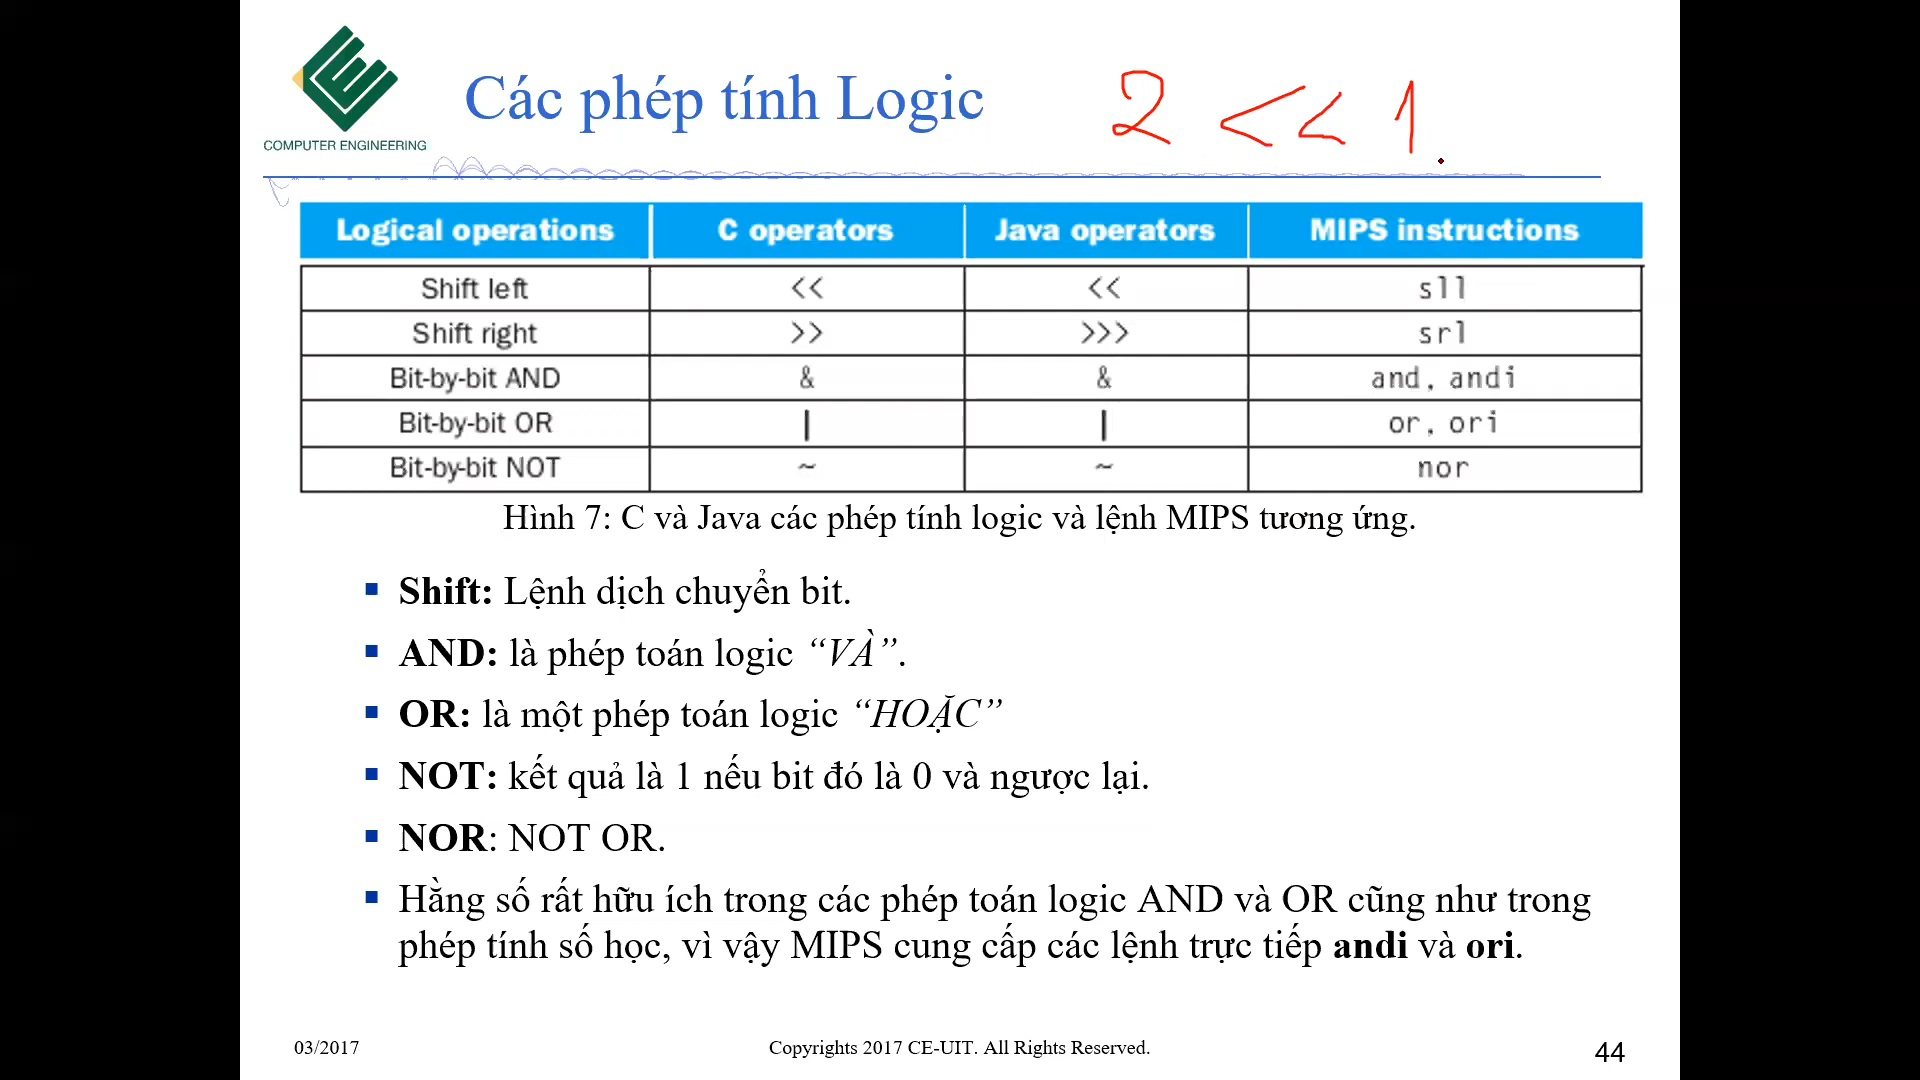 COMPUTER ENGINEERING
Các phép tính Logic
2 << 1
Logical operations C operators Java operators MIPS instructions
Shift left << << sll
Shift right >> >>> srl
Bit-by-bit AND & & and, andi
Bit-by-bit OR | | or, ori
Bit-by-bit NOT ~ ~ nor
Hình 7: C và Java các phép tính logic và lệnh MIPS tương ứng.
▪ Shift: Lệnh dịch chuyển bit.
▪ AND: là phép toán logic “VÀ”.
▪ OR: là một phép toán logic “HOẶC”
▪ NOT: kết quả là 1 nếu bit đó là 0 và ngược lại.
▪ NOR: NOT OR.
▪ Hằng số rất hữu ích trong các phép toán logic AND và OR cũng như trong
phép tính số học, vì vậy MIPS cung cấp các lệnh trực tiếp andi và ori.
03/2017 Copyrights 2017 CE-UIT. All Rights Reserved. 44